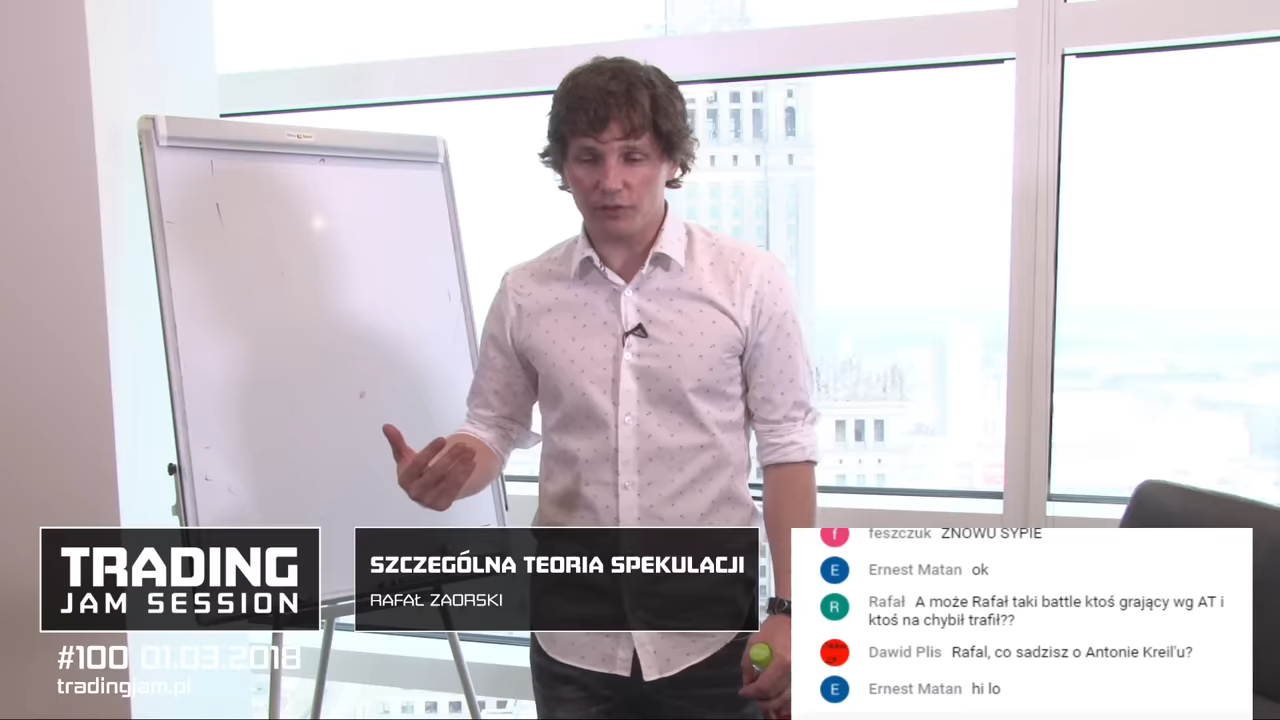 TRADING
JAM SESSION
#100 01.03.2018
tradingjam.pl
SZCZEGÓLNA TEORIA SPEKULACJI
RAFAŁ ZAORSKI
feszczuk ZNOWU SYPIE
E Ernest Matan ok
R Rafał A może Rafał taki battle ktoś grający wg AT i
ktoś na chybił trafił??
Dawid Plis Rafal, co sadzisz o Antonie Kreil'u?
E Ernest Matan hi lo